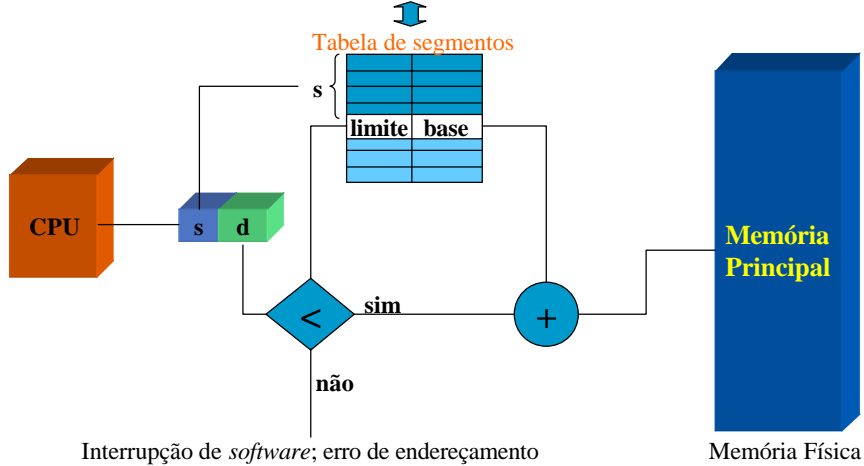 Tabela de segmentos
s
limite base
CPU
s d
Memória
Principal
< sim +
não
Interrupção de software; erro de endereçamento
Memória Física